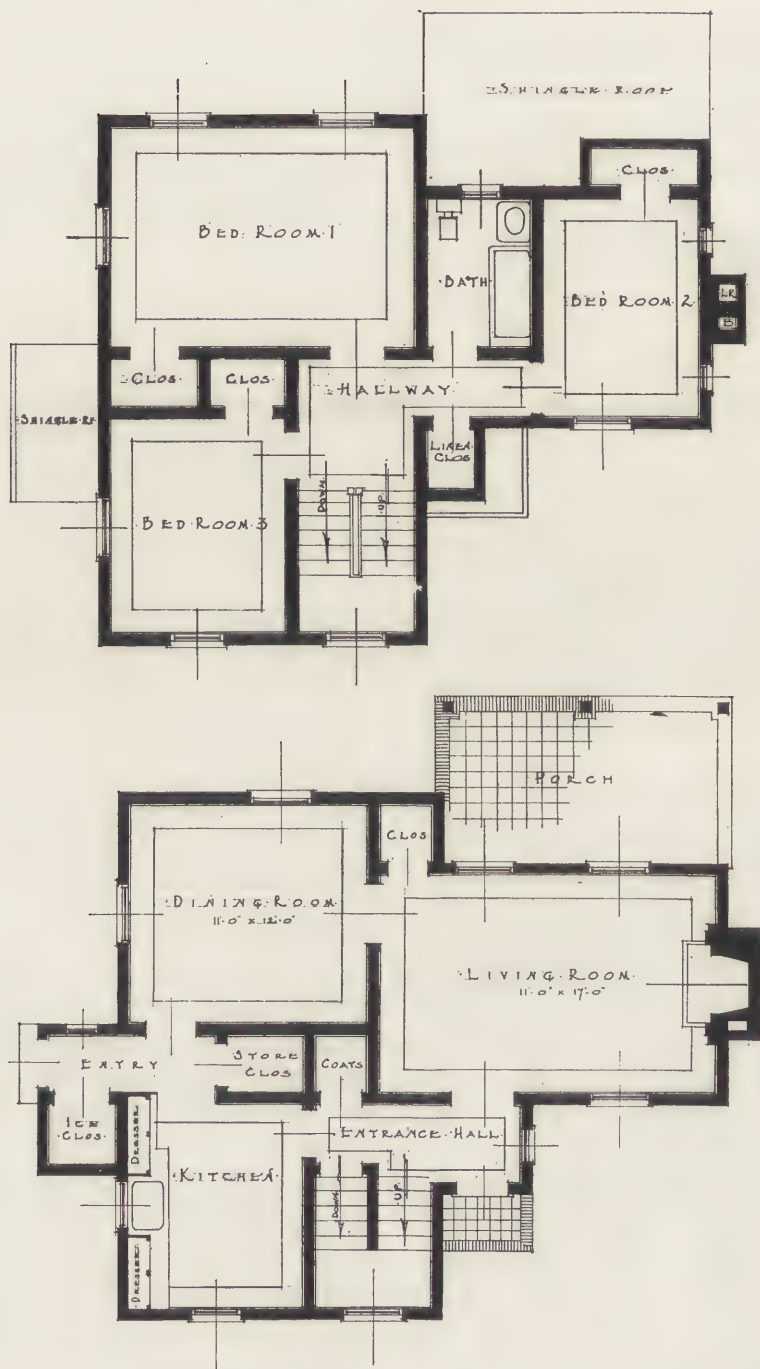 SHINGLE ROOF
CLOS.
BED ROOM 1
BATH
BED ROOM 2
LR
B
CLOS.
CLOS.
HALLWAY
SHINGLE RF
LINEN
CLOS
BED ROOM 3
DOWN
UP
PORCH
CLOS
DINING ROOM
11'-0" x 12'-0"
LIVING ROOM
11'-0" x 17'-0"
ENTRY
STORE
CLOS
COATS
ICE
CLOS.
DRESSER
ENTRANCE HALL
KITCHEN
DOWN
UP
DRESSER